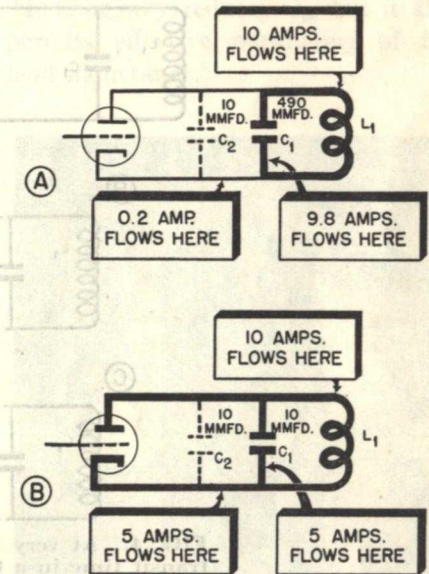 10 AMPS.
FLOWS HERE
10
MMFD.
C2
490
MMFD.
C1
L1
A
0.2 AMP.
FLOWS HERE
9.8 AMPS.
FLOWS HERE
10 AMPS.
FLOWS HERE
10
MMFD.
C2
10
MMFD.
C1
L1
B
5 AMPS.
FLOWS HERE
5 AMPS.
FLOWS HERE